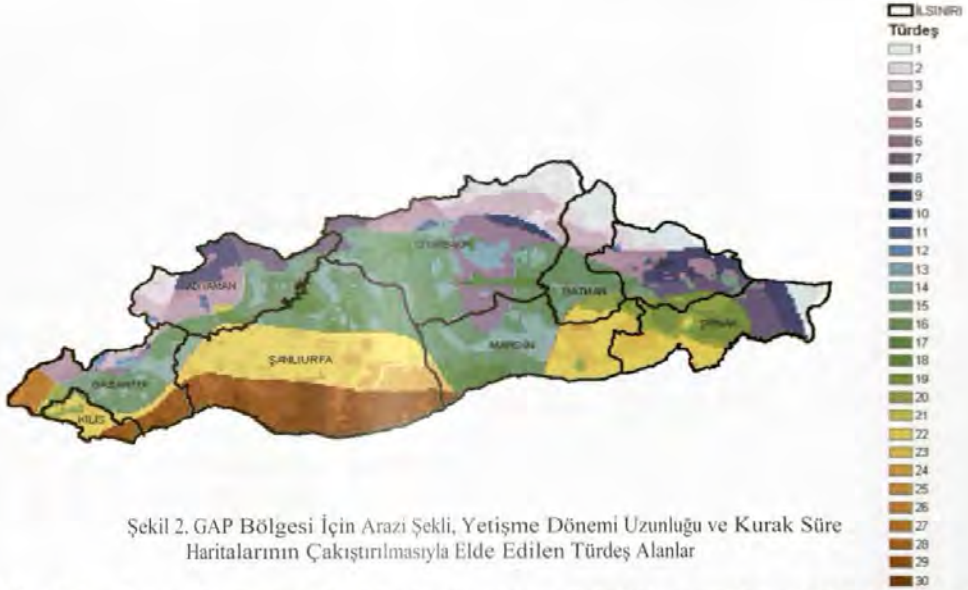 İLSINIRI
Türdeş
1
2
3
4
5
6
7
8
9
10
11
12
13
14
15
16
17
18
19
20
21
22
23
24
25
26
27
28
29
30
DİYARBAKIR
ADIYAMAN
BATMAN
ŞIRNAK
ŞANLIURFA
MARDİN
GAZİANTEP
KİLİS
Şekil 2. GAP Bölgesi İçin Arazi Şekli, Yetişme Dönemi Uzunluğu ve Kurak Süre
Haritalarının Çakıştırılmasıyla Elde Edilen Türdeş Alanlar